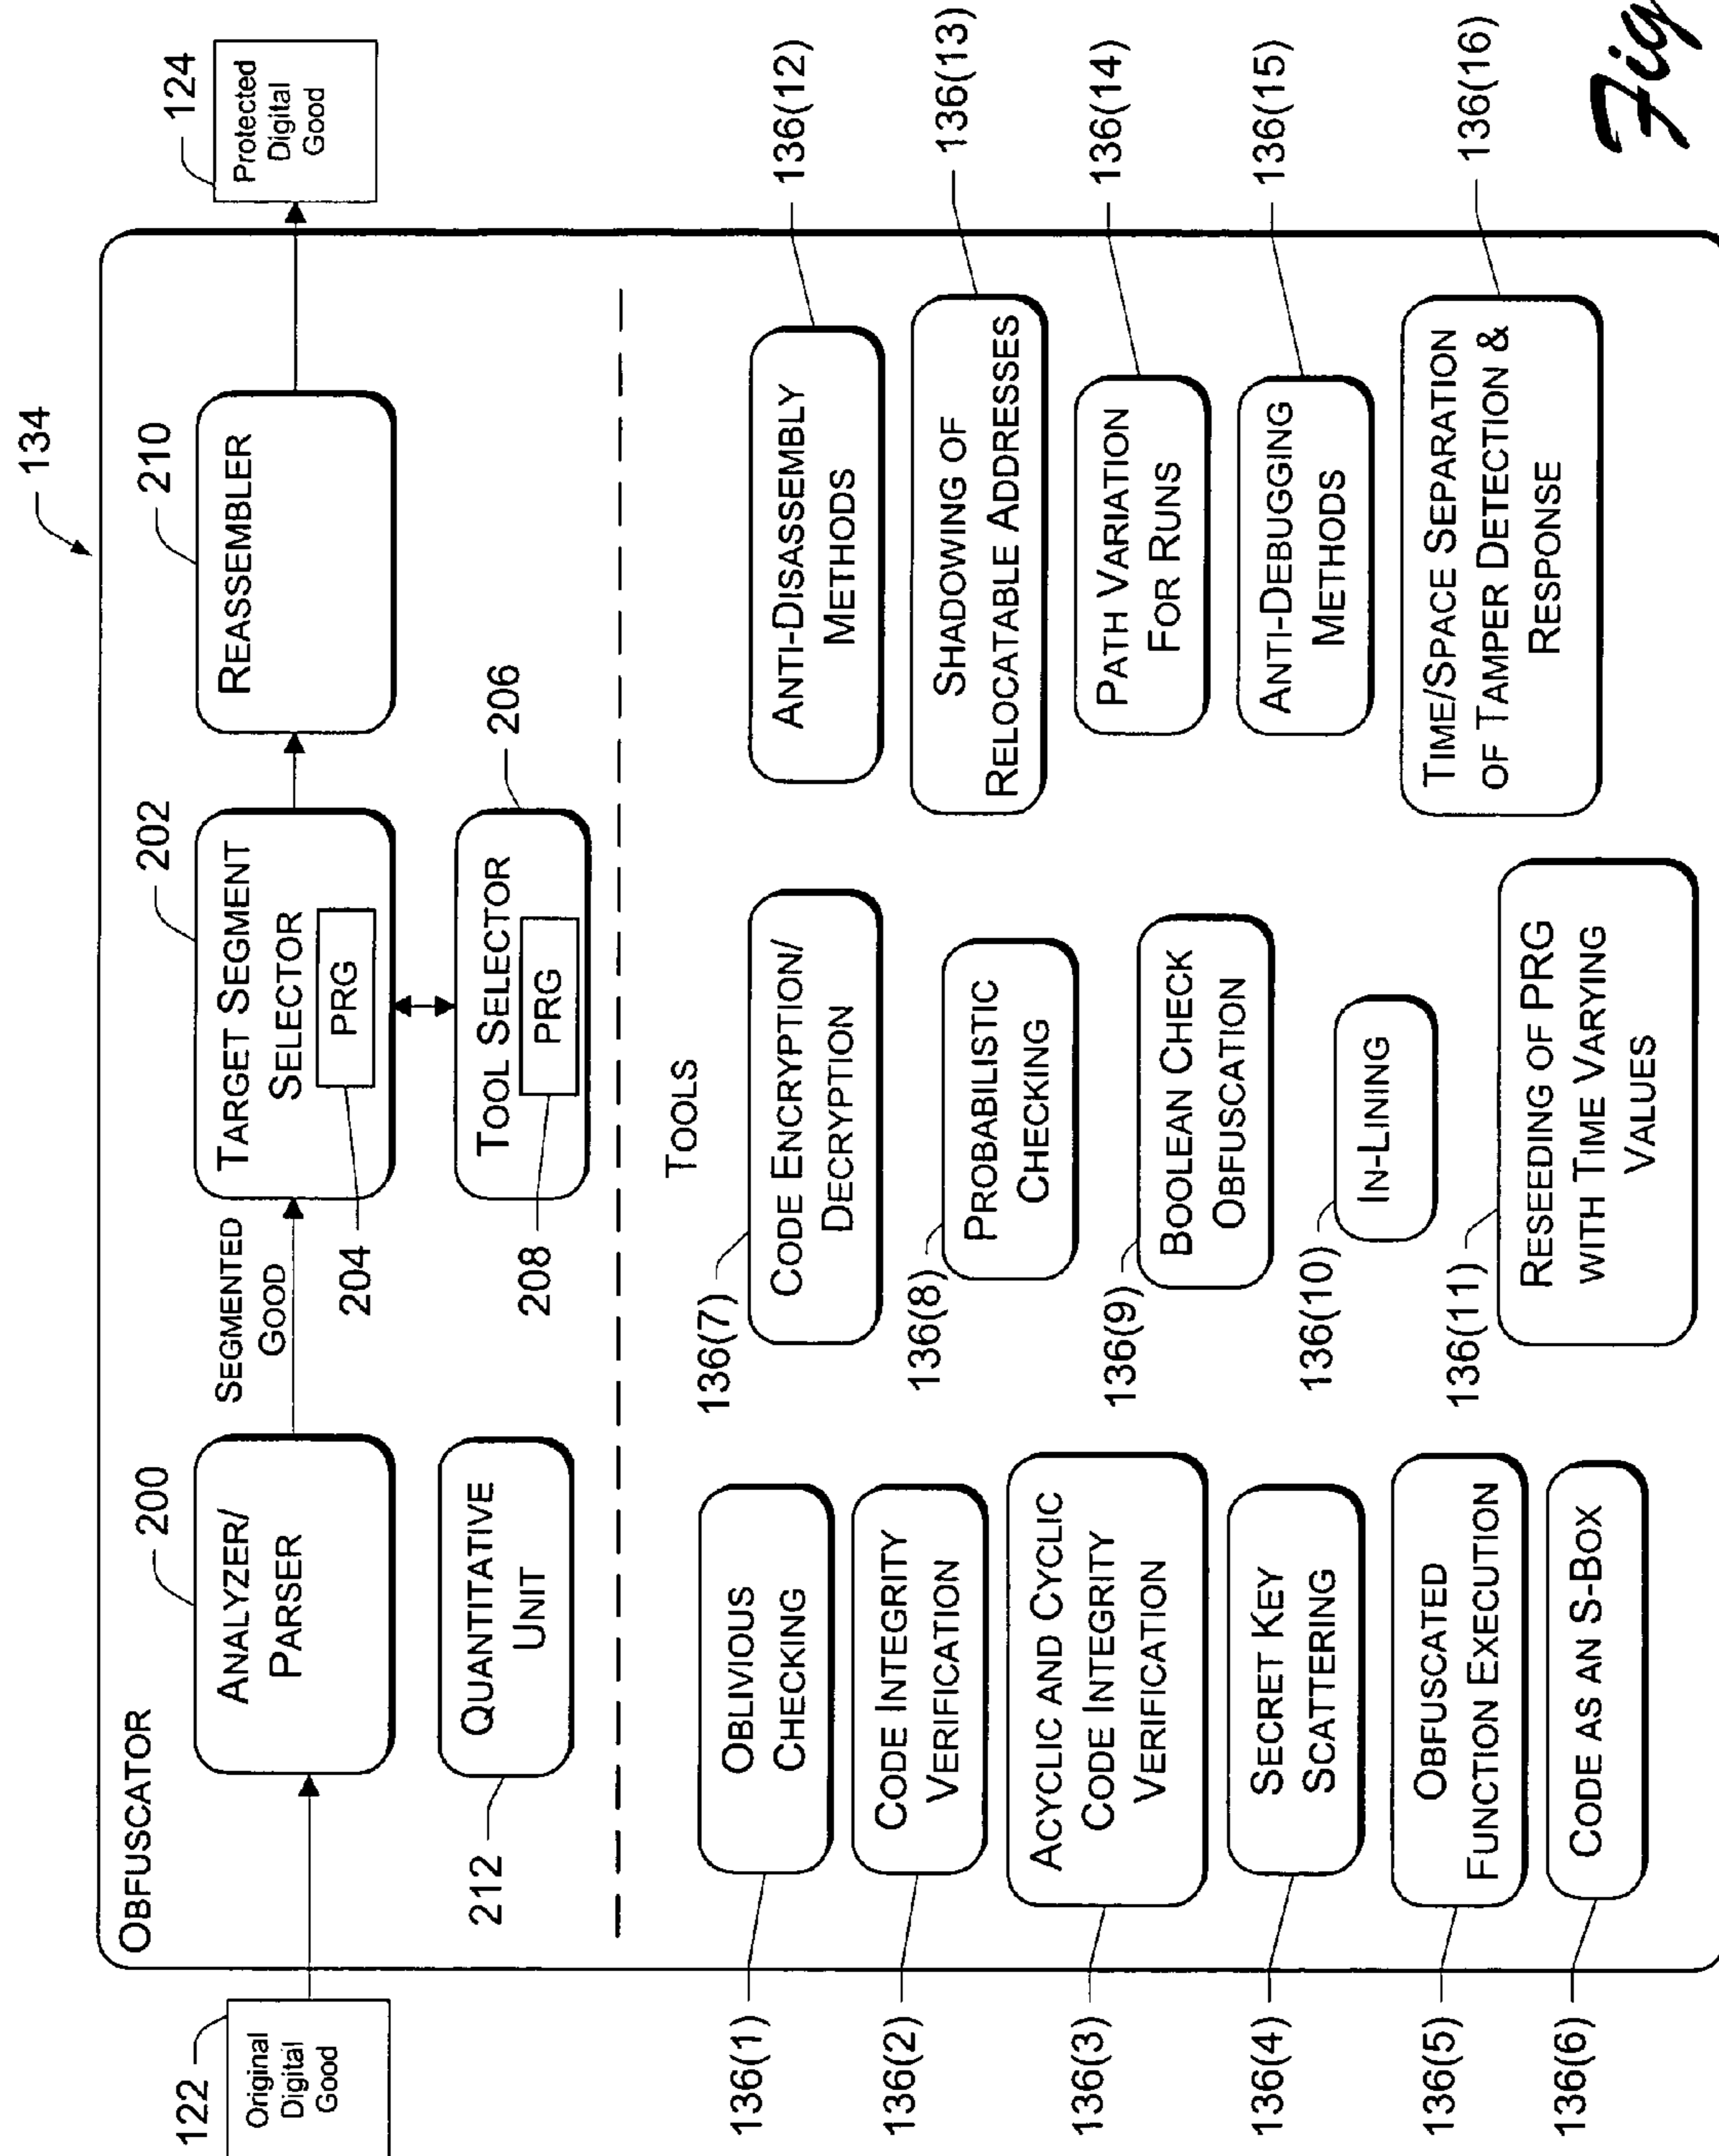 134
OBFUSCATOR
122
Original
Digital
Good
200
ANALYZER/
PARSER
SEGMENTED
GOOD
202
TARGET SEGMENT
SELECTOR
PRG
204
210
REASSEMBLER
124
Protected
Digital
Good
212
QUANTITATIVE
UNIT
206
TOOL SELECTOR
PRG
208
TOOLS
136(1)
OBLIVIOUS
CHECKING
136(2)
CODE INTEGRITY
VERIFICATION
136(3)
ACYCLIC AND CYCLIC
CODE INTEGRITY
VERIFICATION
136(4)
SECRET KEY
SCATTERING
136(5)
OBFUSCATED
FUNCTION EXECUTION
136(6)
CODE AS AN S-BOX
136(7)
CODE ENCRYPTION/
DECRYPTION
136(8)
PROBABILISTIC
CHECKING
136(9)
BOOLEAN CHECK
OBFUSCATION
136(10)
IN-LINING
136(11)
RESEEDING OF PRG
WITH TIME VARYING
VALUES
136(12)
ANTI-DISASSEMBLY
METHODS
136(13)
SHADOWING OF
RELOCATABLE ADDRESSES
136(14)
PATH VARIATION
FOR RUNS
136(15)
ANTI-DEBUGGING
METHODS
136(16)
TIME/SPACE SEPARATION
OF TAMPER DETECTION &
RESPONSE
Fig